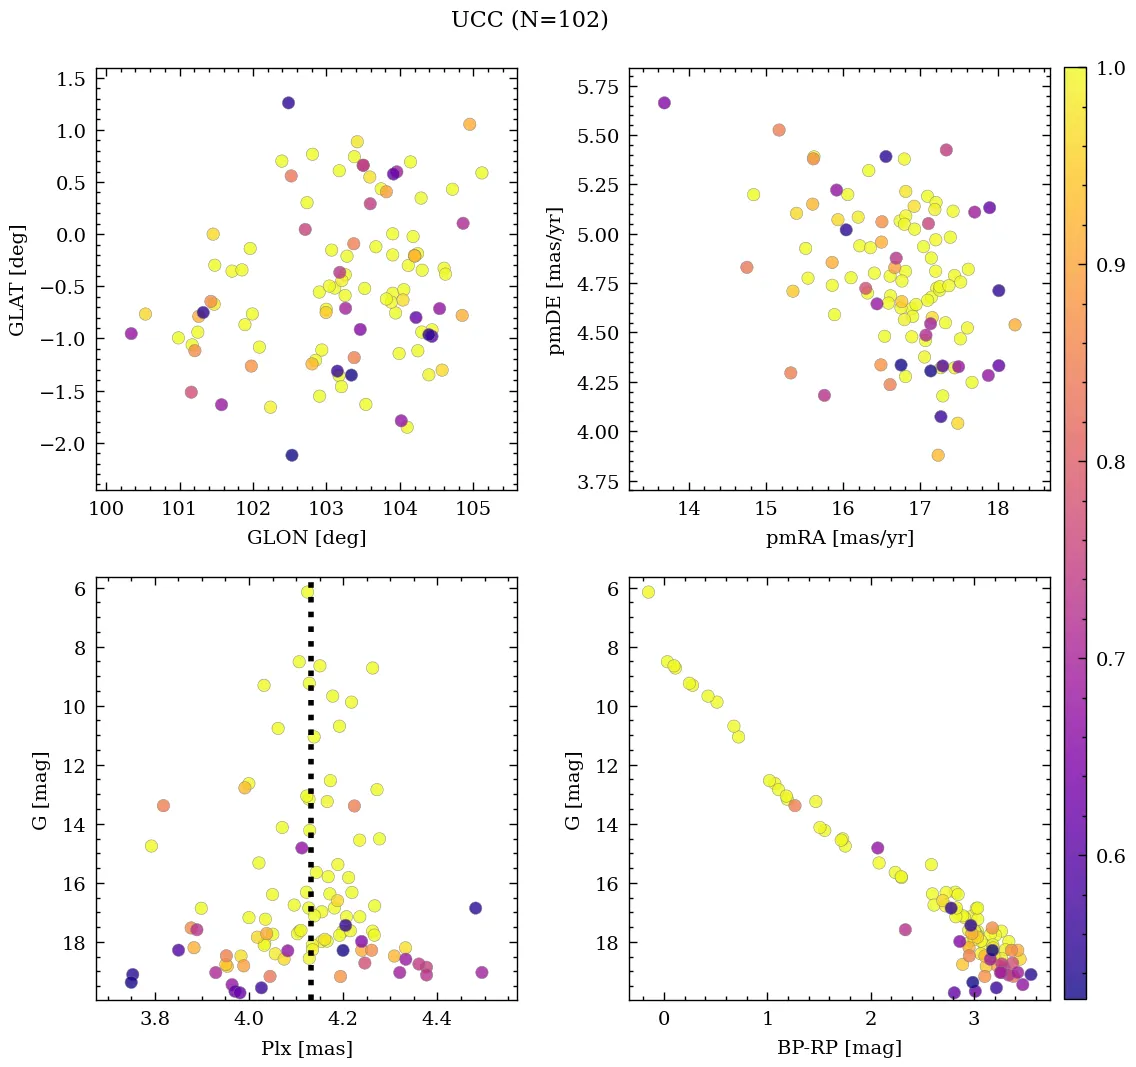 UCC (N=102)
1.5
1.0
0.5
0.0
−0.5
−1.0
−1.5
−2.0
GLAT [deg]
100 101 102 103 104 105
GLON [deg]
5.75
5.50
5.25
5.00
4.75
4.50
4.25
4.00
3.75
pmDE [mas/yr]
14 15 16 17 18
pmRA [mas/yr]
1.0
0.9
0.8
0.7
0.6
6
8
10
12
14
16
18
G [mag]
3.8 4.0 4.2 4.4
Plx [mas]
6
8
10
12
14
16
18
G [mag]
0 1 2 3
BP-RP [mag]